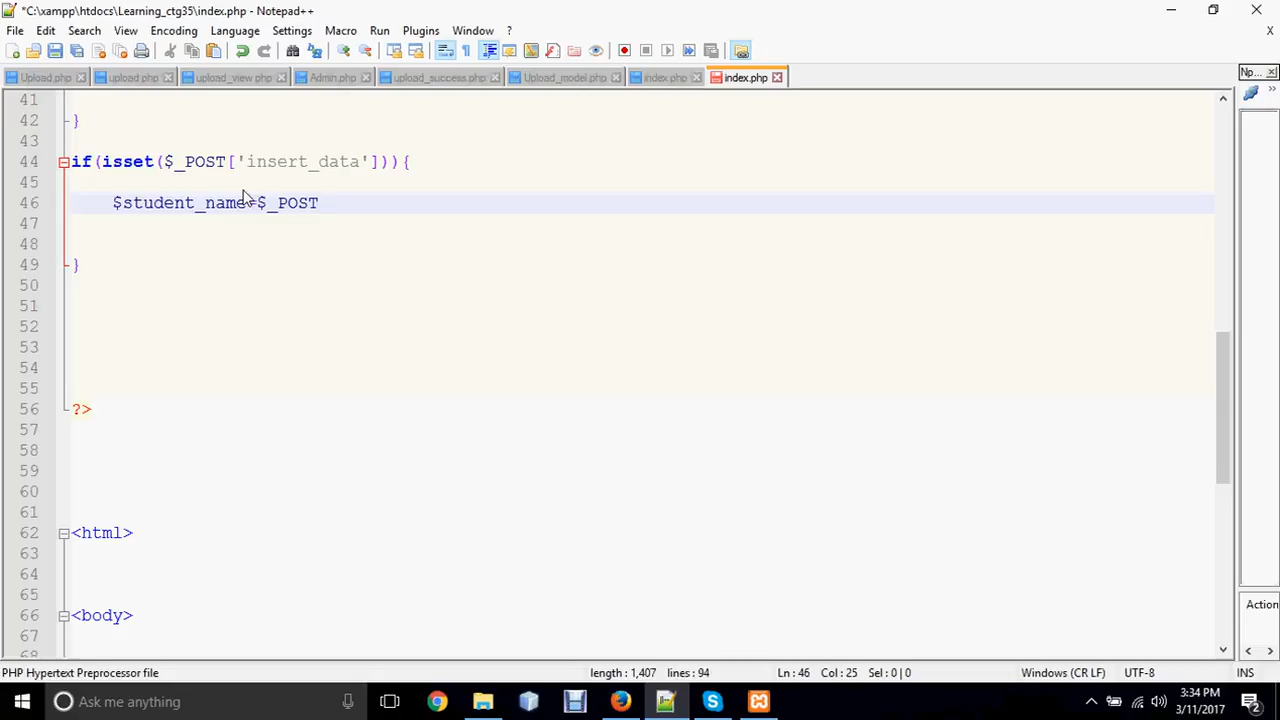 *C:\xampp\htdocs\Learning_ctg35\index.php - Notepad++
File Edit Search View Encoding Language Settings Macro Run Plugins Window ?
X
Upload.php upload.php upload_view.php Admin.php upload_success.php Upload_model.php index.php index.php
Np...
41
42 }
43
44 if(isset($_POST['insert_data'])){
45
46 $student_name=$_POST
47
48
49 }
50
51
52
53
54
55
56 ?>
57
58
59
60
61
62 <html>
63
64
65
66 <body>
67
68
Action
PHP Hypertext Preprocessor file length : 1,407 lines : 94 Ln : 46 Col : 25 Sel : 0 | 0 Windows (CR LF) UTF-8 INS
Ask me anything
3:34 PM
3/11/2017
2